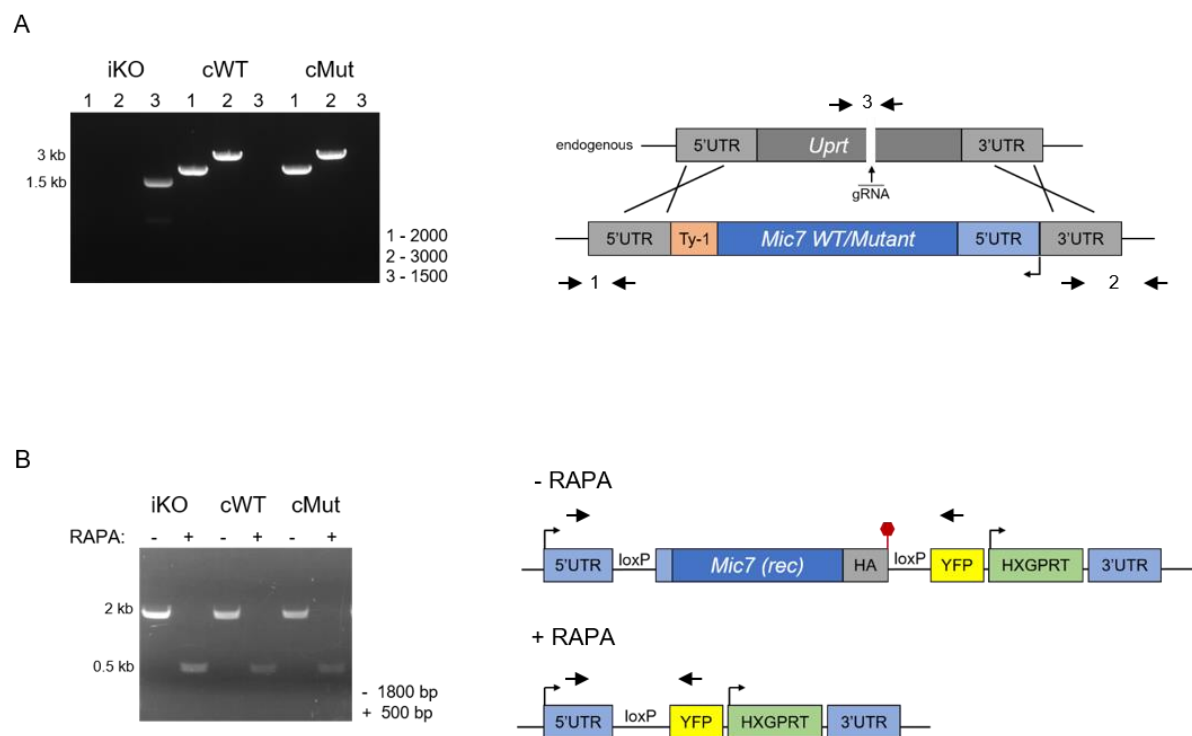 A
iKO cWT cMut
1 2 3 1 2 3 1 2 3
3 kb
1.5 kb
1 - 2000
2 - 3000
3 - 1500
3
endogenous
5'UTR Uprt 3'UTR
gRNA
5'UTR Ty-1 Mic7 WT/Mutant 5'UTR 3'UTR
1 2
B
iKO cWT cMut
RAPA: - + - + - +
2 kb
0.5 kb
- 1800 bp
+ 500 bp
- RAPA
5'UTR loxP Mic7 (rec) HA loxP YFP HXGPRT 3'UTR
+ RAPA
5'UTR loxP YFP HXGPRT 3'UTR